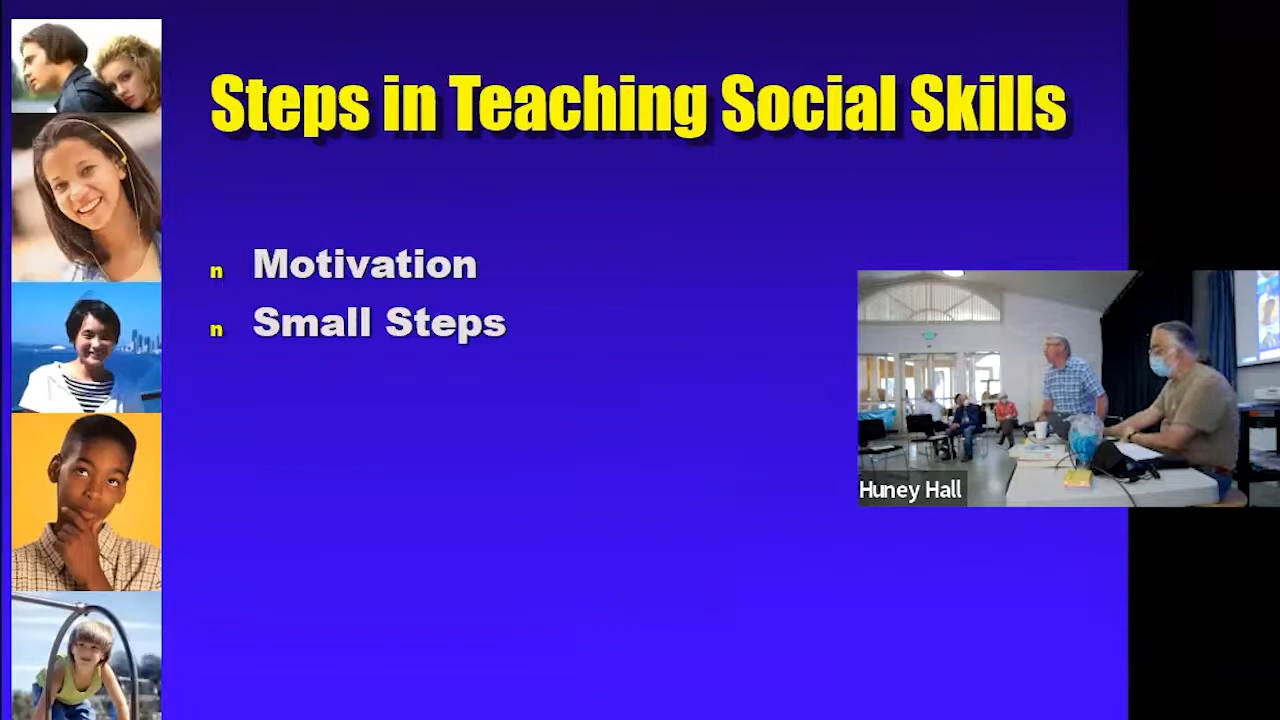 Steps in Teaching Social Skills
n Motivation
n Small Steps
Huney Hall